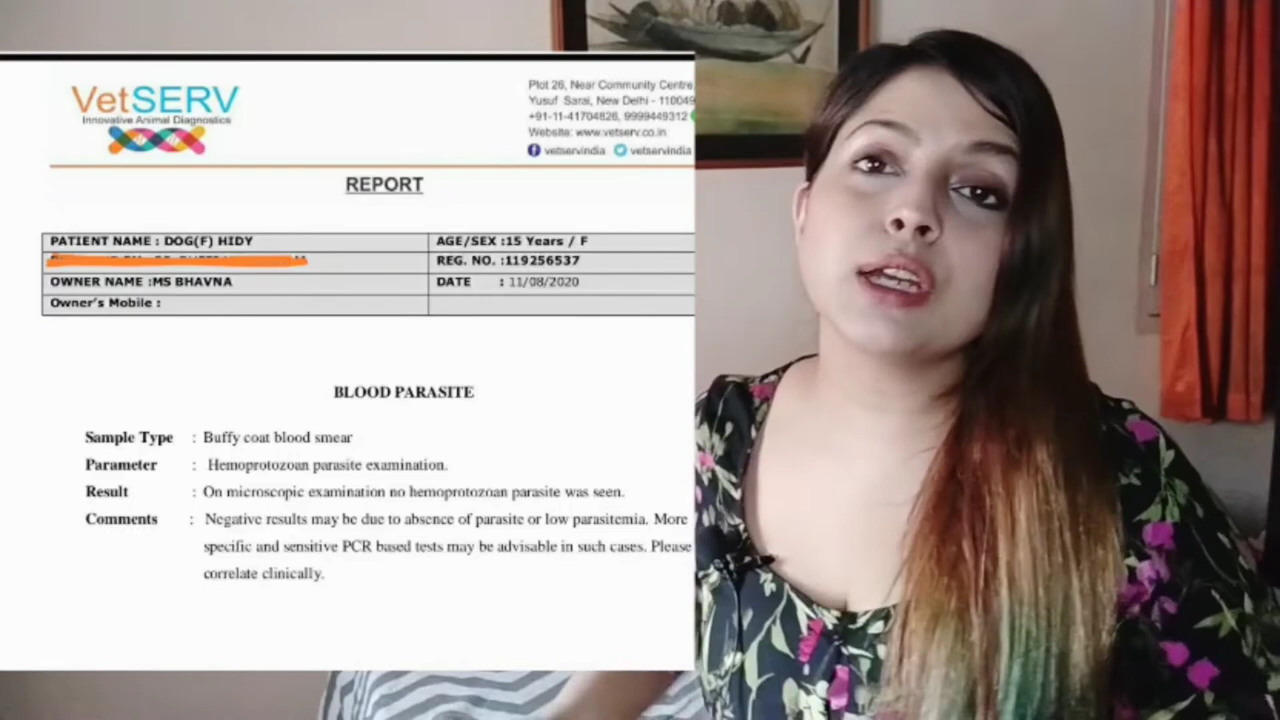 VetSERV
Innovative Animal Diagnostics
Plot 26, Near Community Centre,
Yusuf Sarai, New Delhi - 110049
+91-11-41704826, 9999449312
Website: www.vetserv.co.in
vetservindia vetservindia
REPORT
PATIENT NAME : DOG(F) HIDY AGE/SEX :15 Years / F
REG. NO. :119256537
OWNER NAME :MS BHAVNA DATE : 11/08/2020
Owner's Mobile :
BLOOD PARASITE
Sample Type : Buffy coat blood smear
Parameter : Hemoprotozoan parasite examination.
Result : On microscopic examination no hemoprotozoan parasite was seen.
Comments : Negative results may be due to absence of parasite or low parasitemia. More
specific and sensitive PCR based tests may be advisable in such cases. Please
correlate clinically.